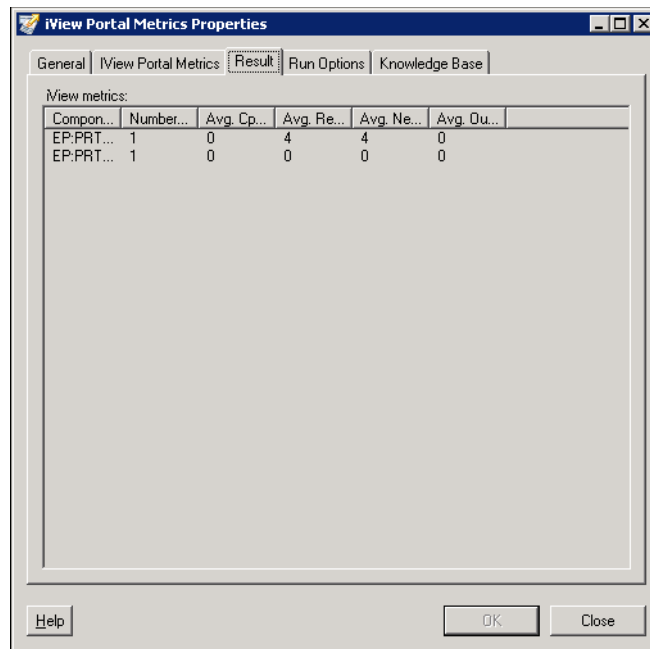 iView Portal Metrics Properties
General IView Portal Metrics Result Run Options Knowledge Base
iView metrics:
Compon... Number... Avg. Cp... Avg. Re... Avg. Ne... Avg. Ou...
EP:PRT... 1 0 4 4 0
EP:PRT... 1 0 0 0 0
Help OK Close